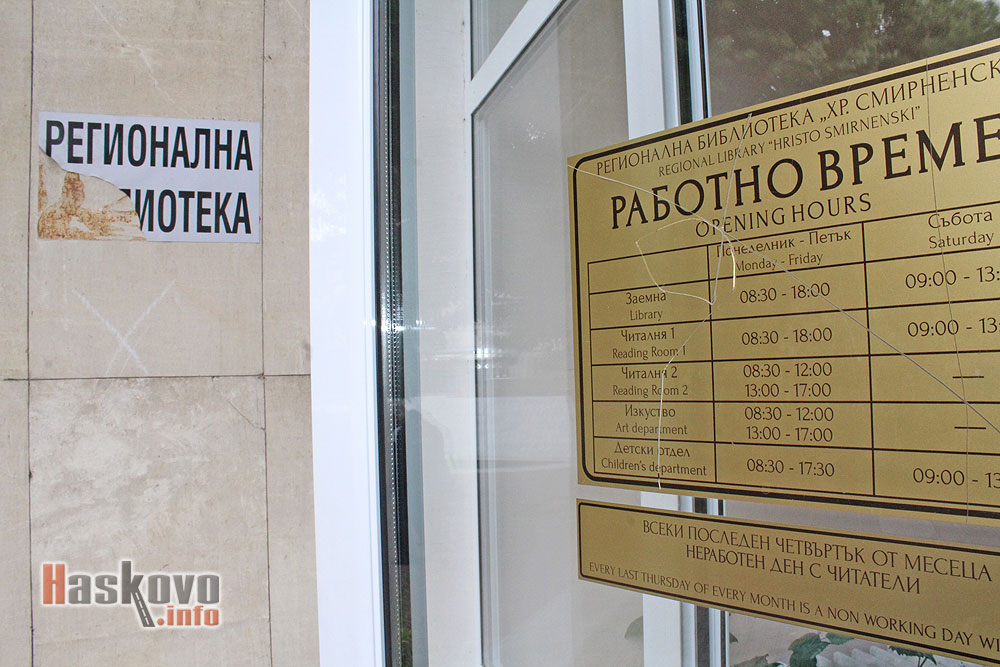 РЕГИОНАЛНА
ИОТЕКА
РЕГИОНАЛНА БИБЛИОТЕКА „ХР. СМИРНЕНСК
REGIONAL LIBRARY "HRISTO SMIRNENSKI"
РАБОТНО ВРЕМЕ
OPENING HOURS
Понеделник - Петък
Monday - Friday
Събота
Saturday
Заемна
Library
08:30 - 18:00
09:00 - 13:
Читалня 1
Reading Room 1
08:30 - 18:00
09:00 - 13:
Читалня 2
Reading Room 2
08:30 - 12:00
13:00 - 17:00
—
Изкуство
Art department
08:30 - 12:00
13:00 - 17:00
—
Детски отдел
Children's department
08:30 - 17:30
09:00 - 13:
ВСЕКИ ПОСЛЕДЕН ЧЕТВЪРТЪК ОТ МЕСЕЦА
НЕРАБОТЕН ДЕН С ЧИТАТЕЛИ
EVERY LAST THURSDAY OF EVERY MONTH IS A NON WORKING DAY WI
Haskovo
.info